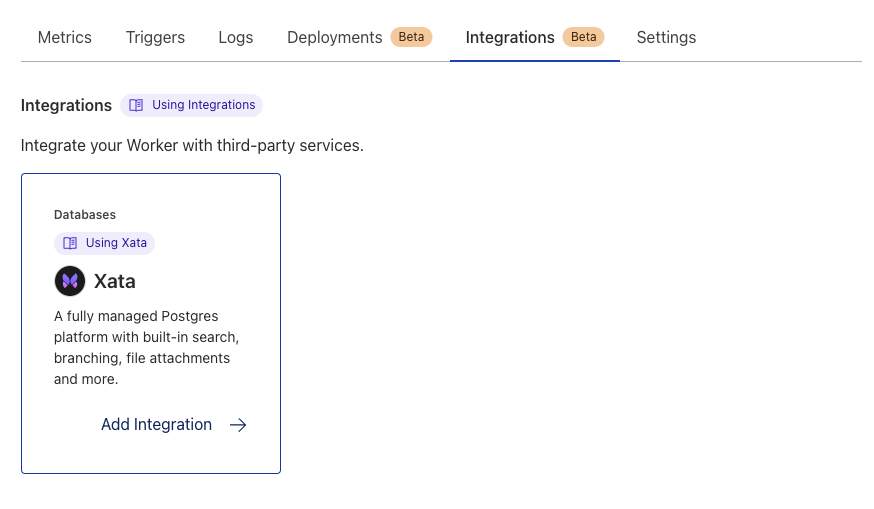 Metrics Triggers Logs Deployments Beta Integrations Beta Settings
Integrations Using Integrations
Integrate your Worker with third-party services.
Databases
Using Xata
Xata
A fully managed Postgres
platform with built-in search,
branching, file attachments
and more.
Add Integration